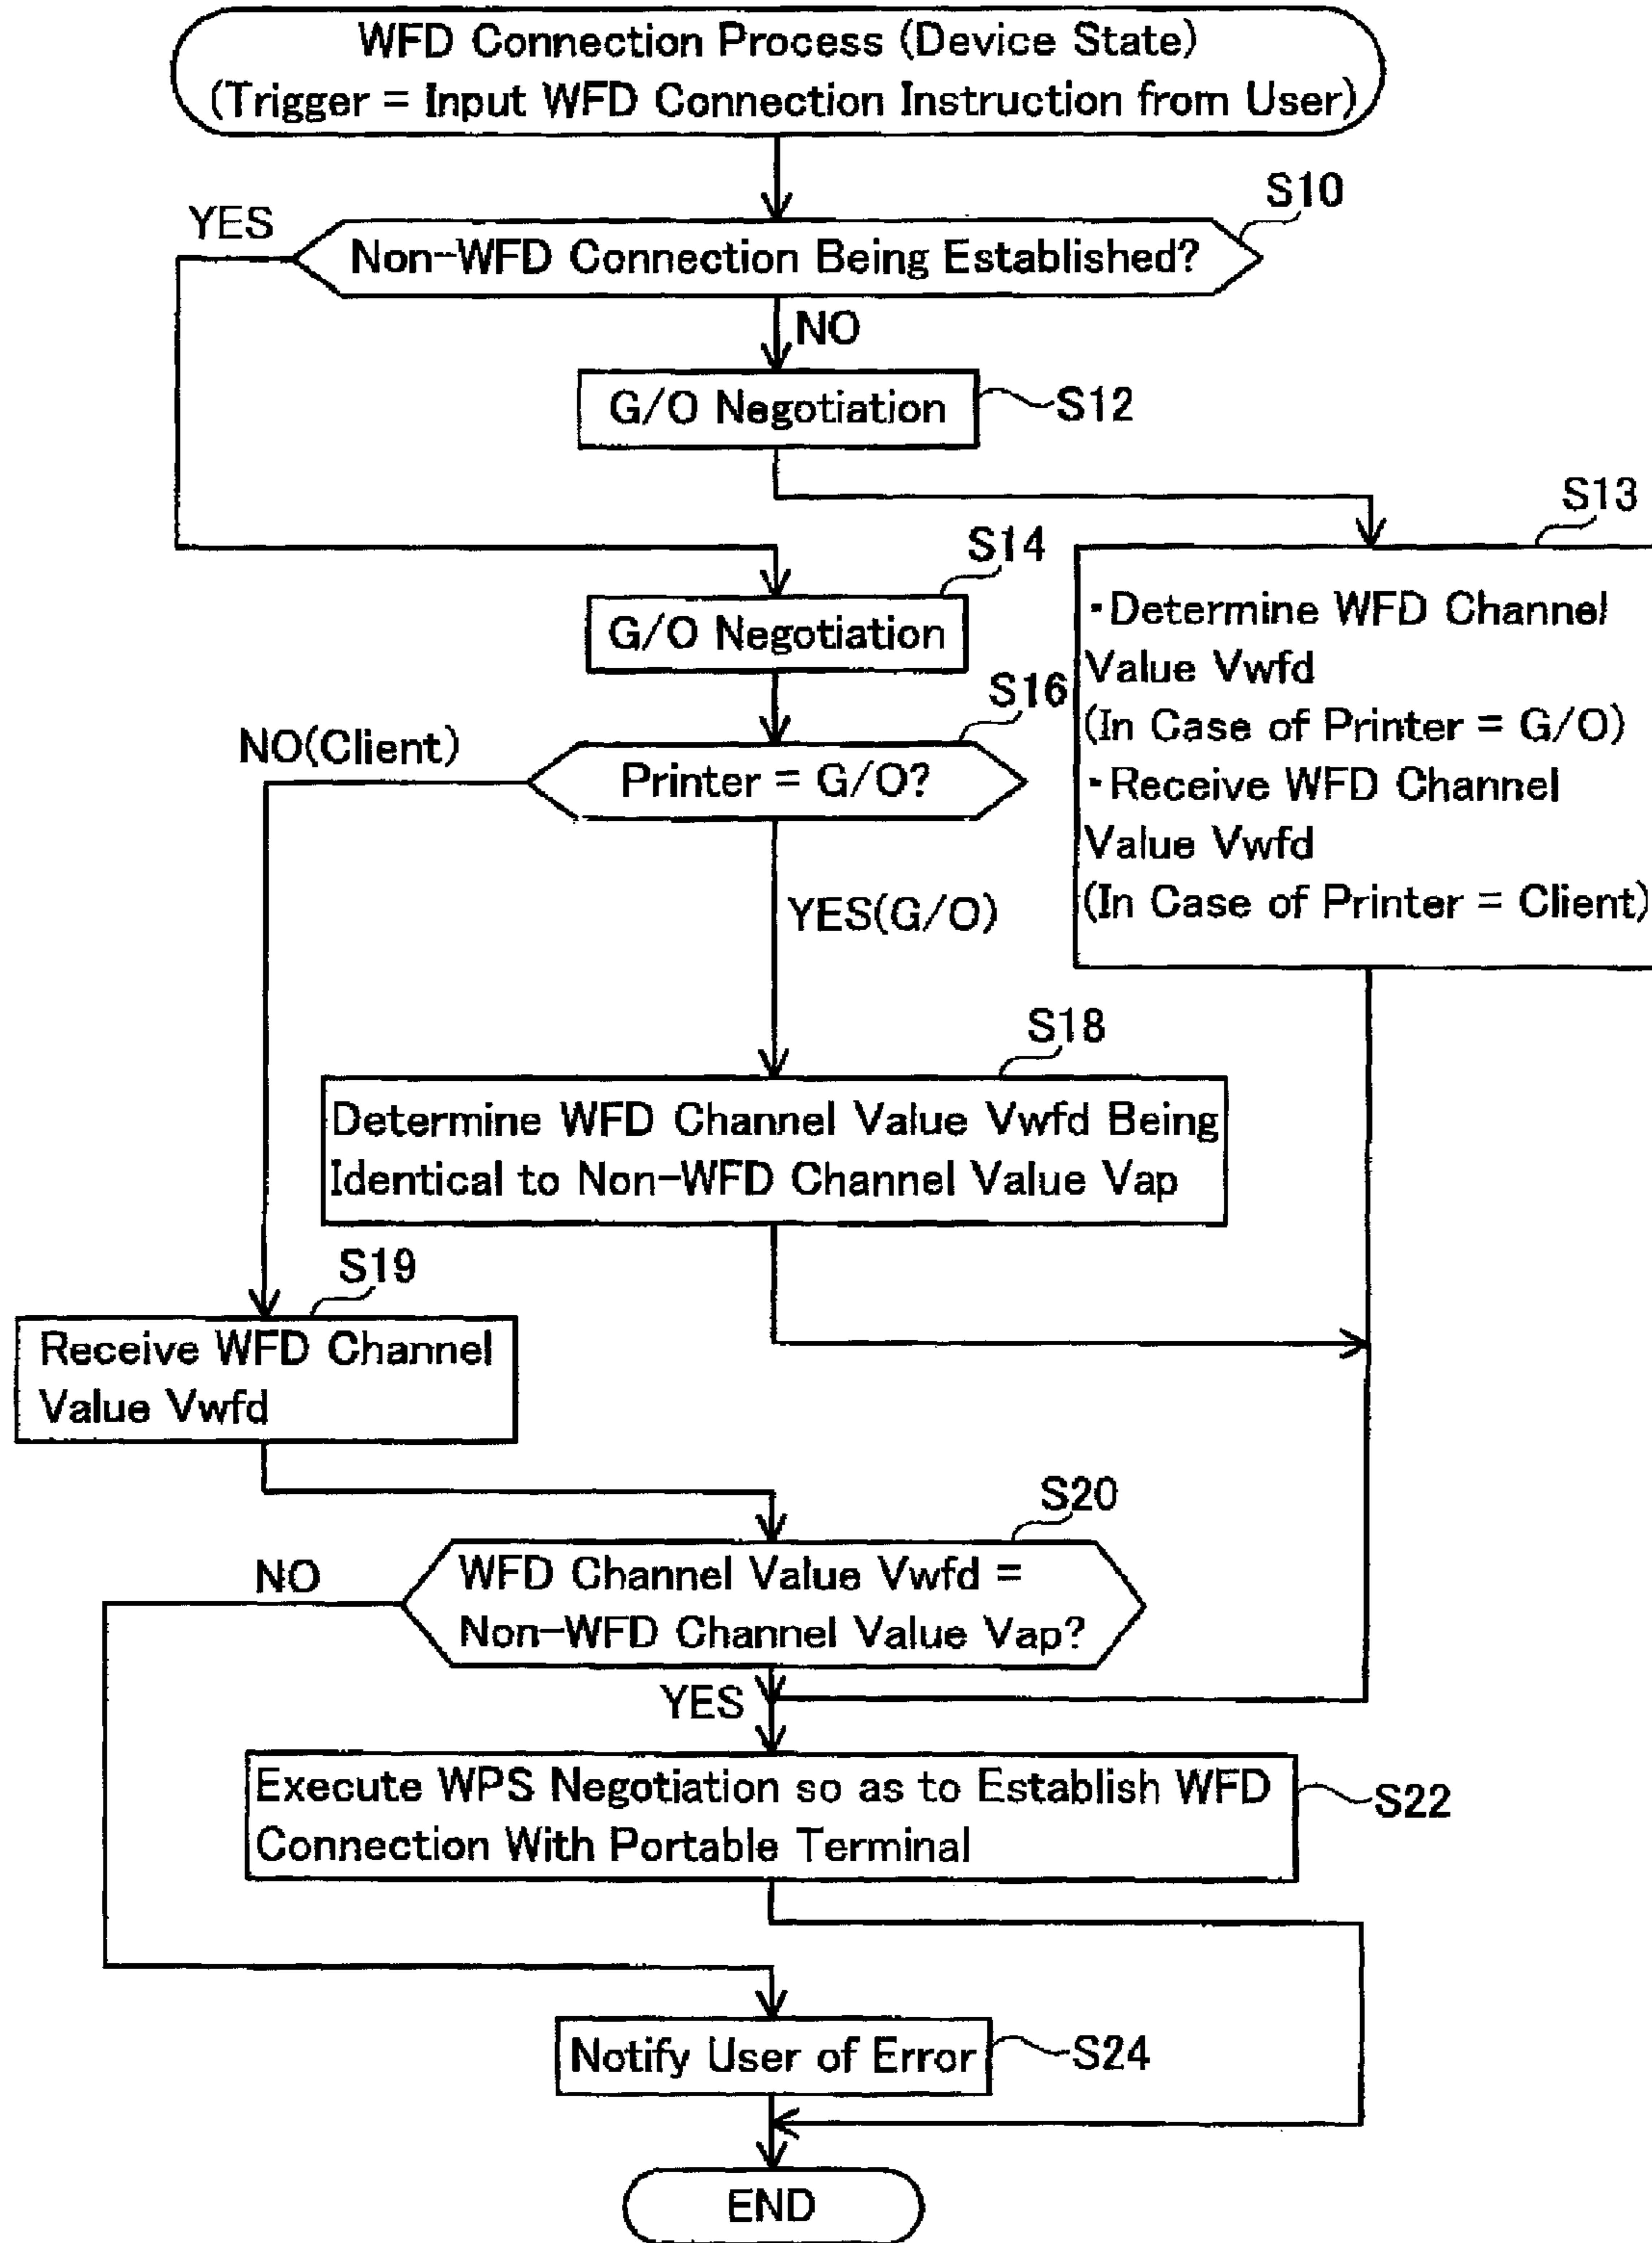 WFD Connection Process (Device State)
(Trigger = Input WFD Connection Instruction from User)
S10
YES
Non-WFD Connection Being Established?
NO
G/O Negotiation
S12
S13
・Determine WFD Channel
Value Vwfd
(In Case of Printer = G/O)
・Receive WFD Channel
Value Vwfd
(In Case of Printer = Client)
S14
G/O Negotiation
S16
NO(Client)
Printer = G/O?
YES(G/O)
S18
Determine WFD Channel Value Vwfd Being
Identical to Non-WFD Channel Value Vap
S19
Receive WFD Channel
Value Vwfd
S20
NO
WFD Channel Value Vwfd =
Non-WFD Channel Value Vap?
YES
Execute WPS Negotiation so as to Establish WFD
Connection With Portable Terminal
S22
Notify User of Error
S24
END